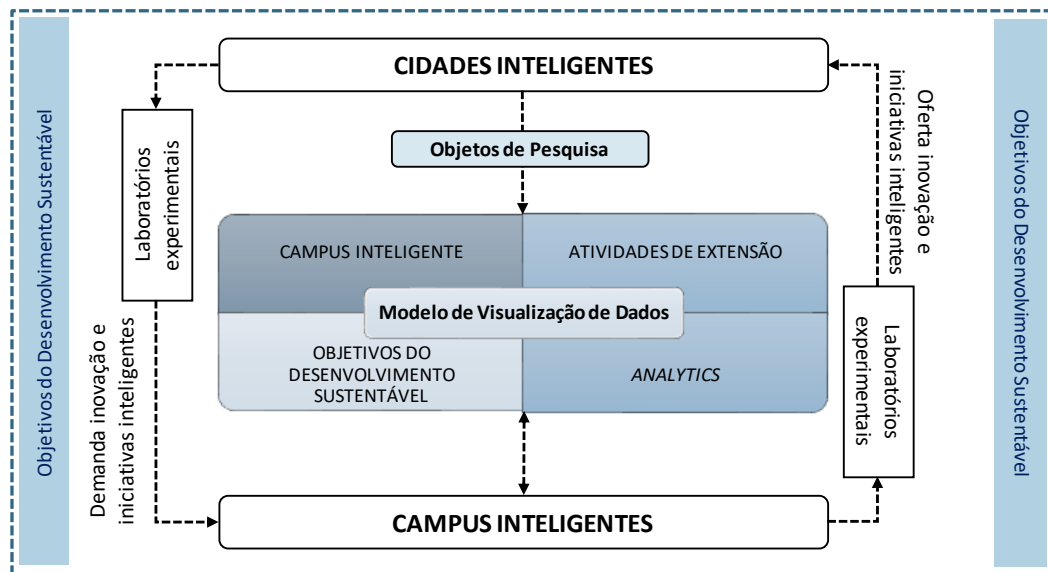 CIDADES INTELIGENTES
Objetivos do Desenvolvimento Sustentável
Laboratórios
experimentais
Demanda inovação e
iniciativas inteligentes
Objetos de Pesquisa
CAMPUS INTELIGENTE
ATIVIDADES DE EXTENSÃO
Modelo de Visualização de Dados
OBJETIVOS DO
DESENVOLVIMENTO
SUSTENTÁVEL
ANALYTICS
CAMPUS INTELIGENTES
Oferta inovação e
iniciativas inteligentes
Laboratórios
experimentais
Objetivos do Desenvolvimento Sustentável